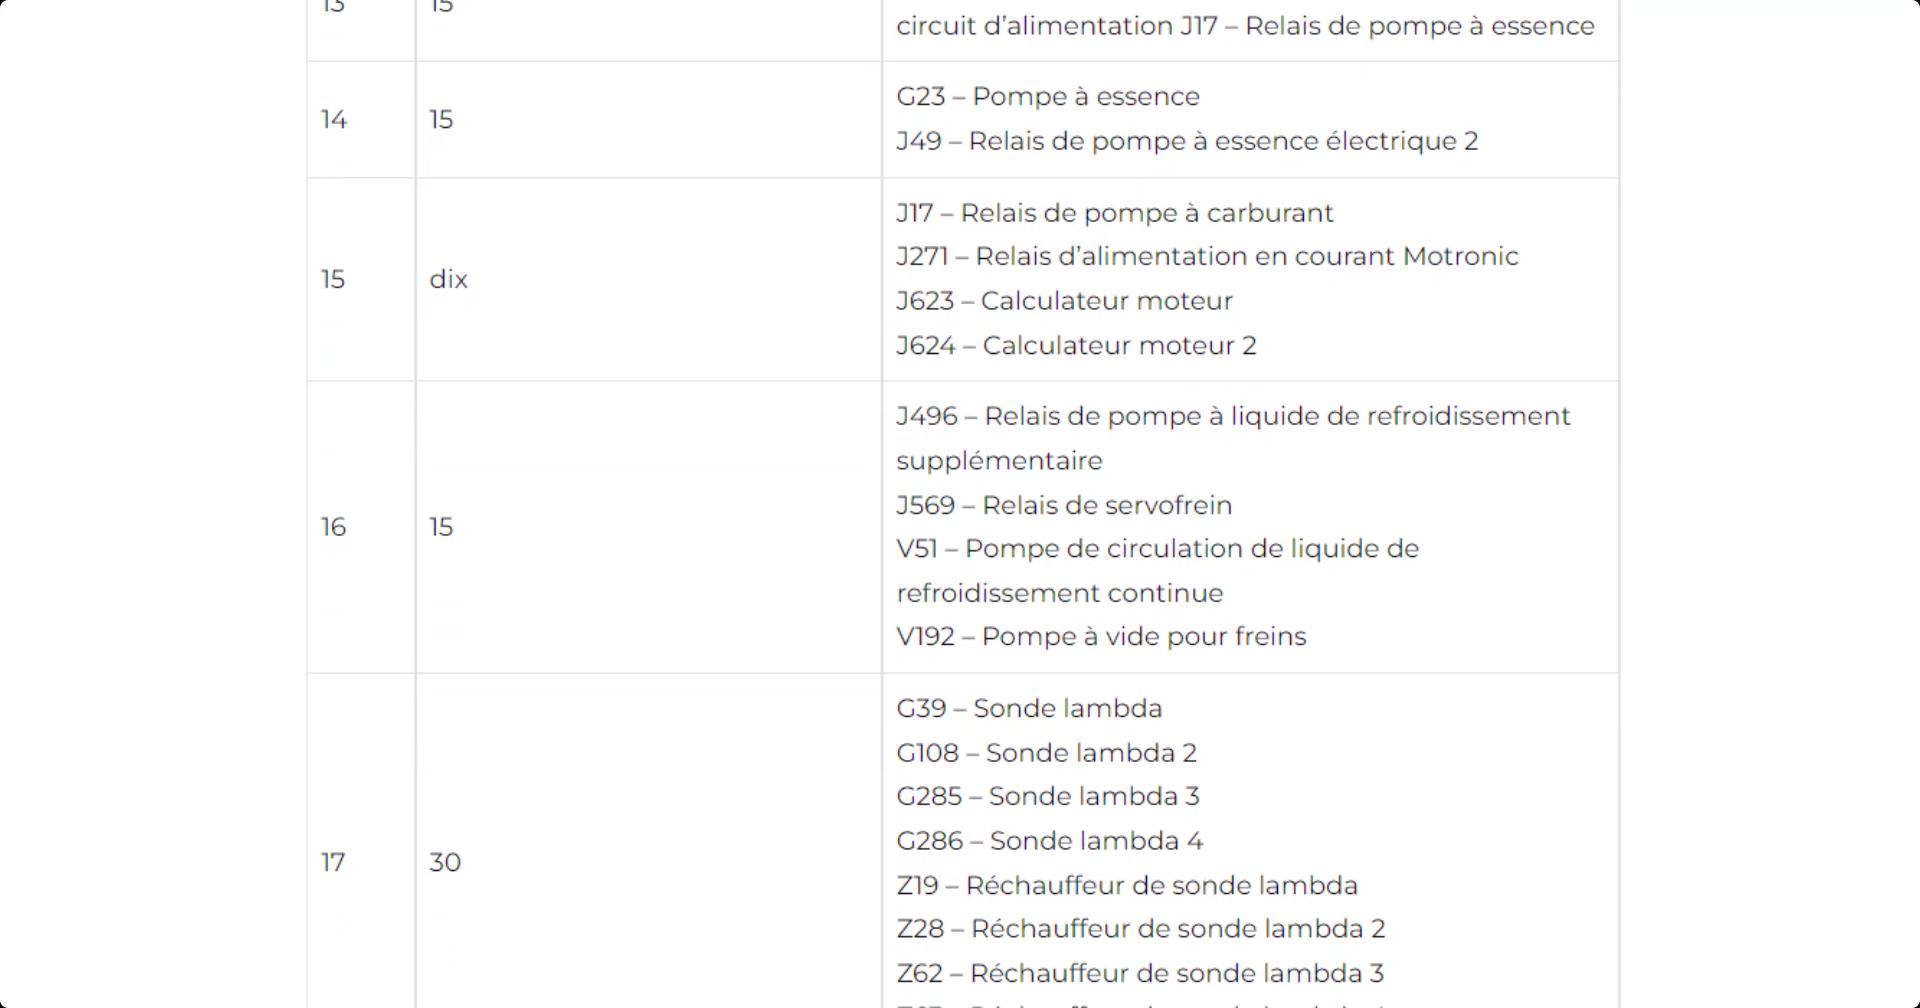 13
15
circuit d’alimentation J17 – Relais de pompe à essence
14
15
G23 – Pompe à essence
J49 – Relais de pompe à essence électrique 2
15
dix
J17 – Relais de pompe à carburant
J271 – Relais d’alimentation en courant Motronic
J623 – Calculateur moteur
J624 – Calculateur moteur 2
16
15
J496 – Relais de pompe à liquide de refroidissement
supplémentaire
J569 – Relais de servofrein
V51 – Pompe de circulation de liquide de
refroidissement continue
V192 – Pompe à vide pour freins
17
30
G39 – Sonde lambda
G108 – Sonde lambda 2
G285 – Sonde lambda 3
G286 – Sonde lambda 4
Z19 – Réchauffeur de sonde lambda
Z28 – Réchauffeur de sonde lambda 2
Z62 – Réchauffeur de sonde lambda 3